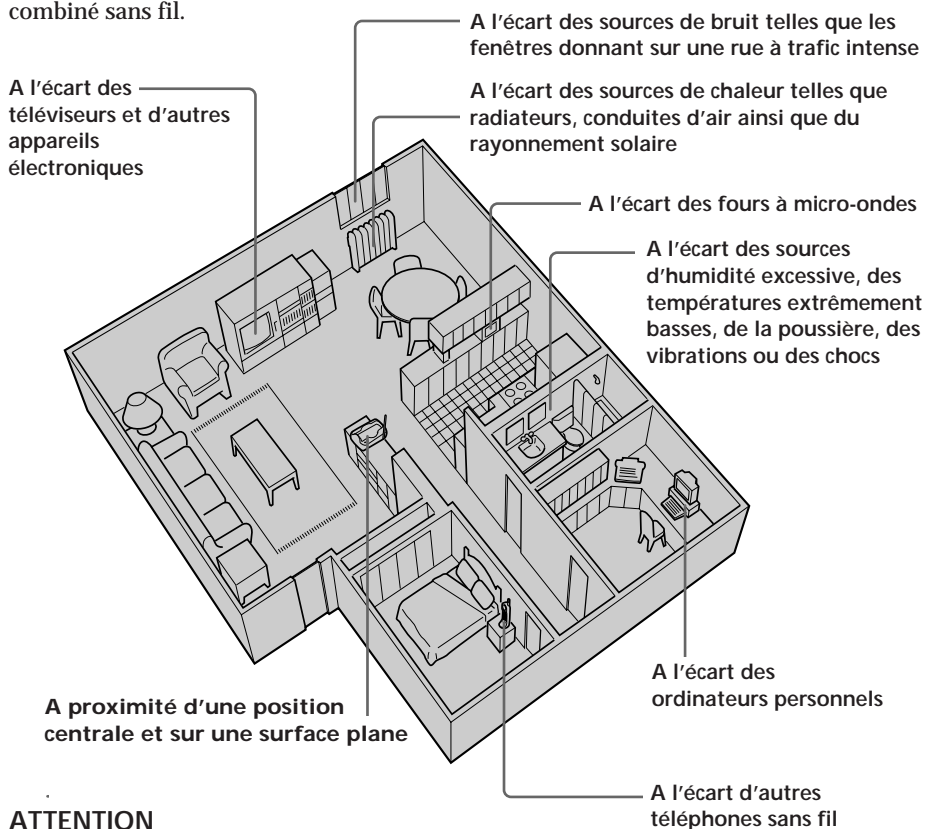 combiné sans fil.
A l'écart des sources de bruit telles que les
fenêtres donnant sur une rue à trafic intense
A l'écart des
téléviseurs et d'autres
appareils
électroniques
A l'écart des sources de chaleur telles que
radiateurs, conduites d'air ainsi que du
rayonnement solaire
A l'écart des fours à micro-ondes
A l'écart des sources
d'humidité excessive, des
températures extrêmement
basses, de la poussière, des
vibrations ou des chocs
A l'écart des
ordinateurs personnels
A proximité d'une position
centrale et sur une surface plane
A l'écart d'autres
téléphones sans fil
ATTENTION